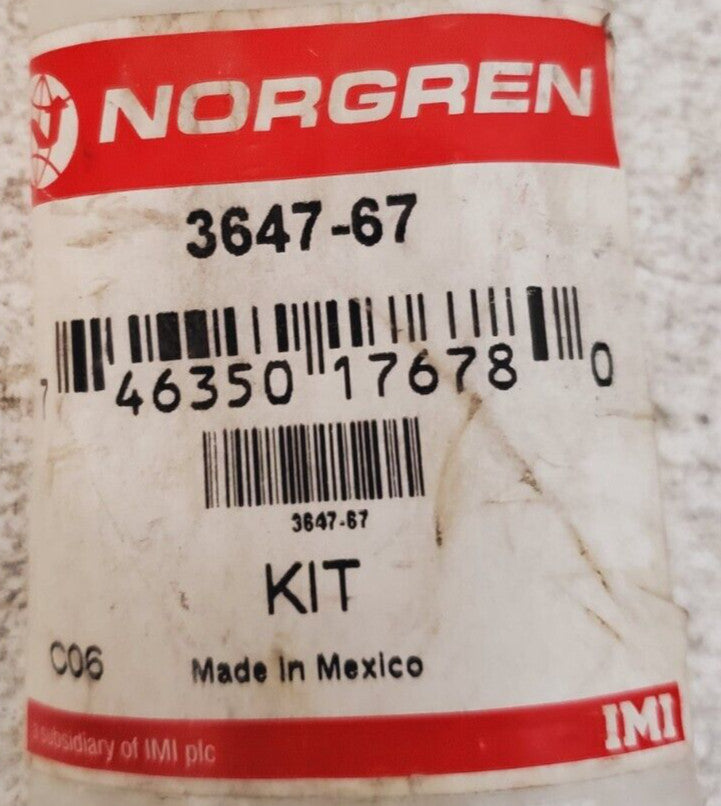 NORGREN
3647-67
7 46350 17678 0
3647-67
KIT
C06
Made in Mexico
a subsidiary of IMI plc
IMI